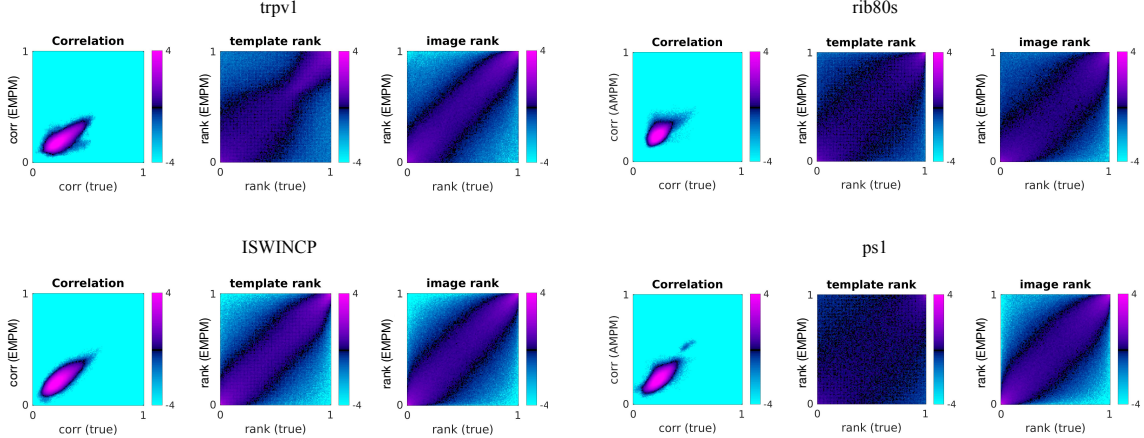 trpv1
Correlation
template rank
image rank
1
0
0
1
corr (true)
corr (EMPM)
4
-4
1
0
0
1
rank (true)
rank (EMPM)
4
-4
1
0
0
1
rank (true)
rank (EMPM)
4
-4
rib80s
Correlation
template rank
image rank
1
0
0
1
corr (true)
corr (AMPM)
4
-4
1
0
0
1
rank (true)
rank (EMPM)
4
-4
1
0
0
1
rank (true)
rank (EMPM)
4
-4
ISWINCP
Correlation
template rank
image rank
1
0
0
1
corr (true)
corr (EMPM)
4
-4
1
0
0
1
rank (true)
rank (EMPM)
4
-4
1
0
0
1
rank (true)
rank (EMPM)
4
-4
ps1
Correlation
template rank
image rank
1
0
0
1
corr (true)
corr (AMPM)
4
-4
1
0
0
1
rank (true)
rank (EMPM)
4
-4
1
0
0
1
rank (true)
rank (EMPM)
4
-4